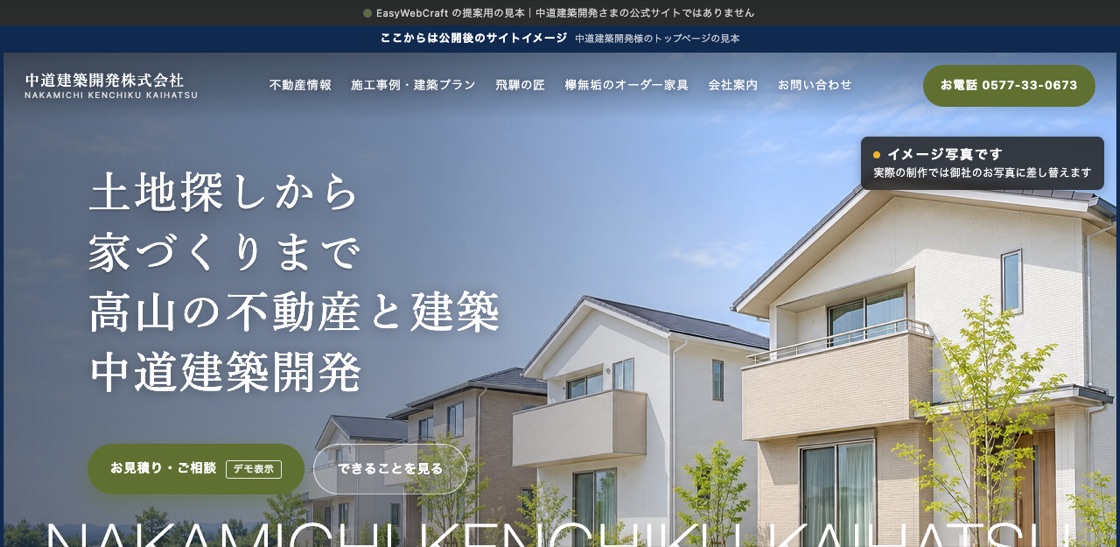 EasyWebCraft の提案用の見本｜中道建築開発さまの公式サイトではありません
ここからは公開後のサイトイメージ 中道建築開発様のトップページの見本
中道建築開発株式会社
NAKAMICHI KENCHIKU KAIHATSU
不動産情報 施工事例・建築プラン 飛騨の匠 欅無垢のオーダー家具 会社案内 お問い合わせ
お電話 0577-33-0673
イメージ写真です
実際の制作では御社のお写真に差し替えます
土地探しから
家づくりまで
高山の不動産と建築
中道建築開発
お見積り・ご相談 デモ表示
できることを見る
NAKAMICHI KENCHIKU KAIHATSU